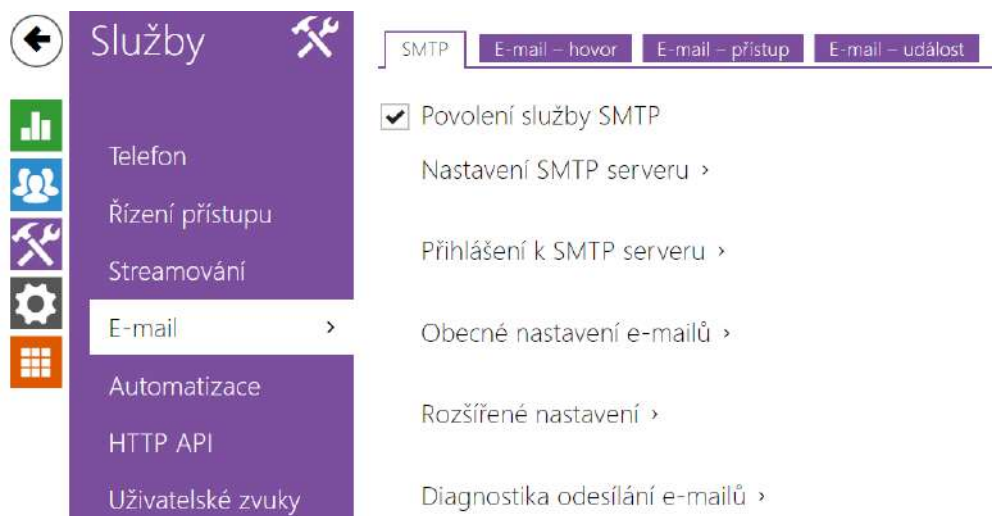 Služby
Telefon
Řízení přístupu
Streamování
E-mail
Automatizace
HTTP API
Uživatelské zvuky
SMTP
E-mail – hovor
E-mail – přístup
E-mail – událost
Povolení služby SMTP
Nastavení SMTP serveru ›
Přihlášení k SMTP serveru ›
Obecné nastavení e-mailů ›
Rozšířené nastavení ›
Diagnostika odesílání e-mailů ›